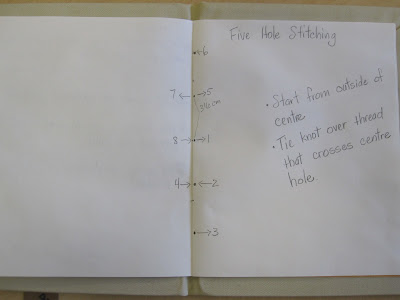 Five Hole Stitching
6
7 5
8 1
4 2
3
• Start from outside of
centre
• Tie knot over thread
that crosses centre
hole.